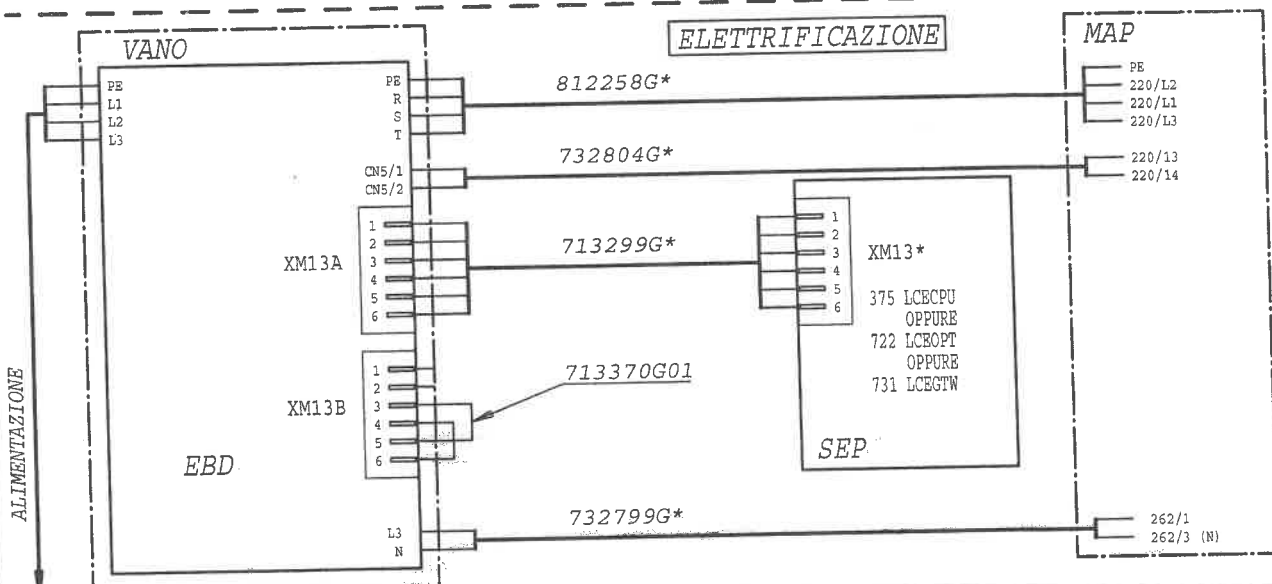 ELETTRIFICAZIONE
VANO
MAP
PE
L1
L2
L3
PE
R
S
T
812258G*
PE
220/L2
220/L1
220/L3
CN5/1
CN5/2
732804G*
220/13
220/14
XM13A
1
2
3
4
5
6
713299G*
1
2
3
4
5
6
XM13*
375 LCECPU
OPPURE
722 LCEOPT
OPPURE
731 LCEGTW
SEP
XM13B
1
2
3
4
5
6
713370G01
EBD
ALIMENTAZIONE
L3
N
732799G*
262/1
262/3 (N)